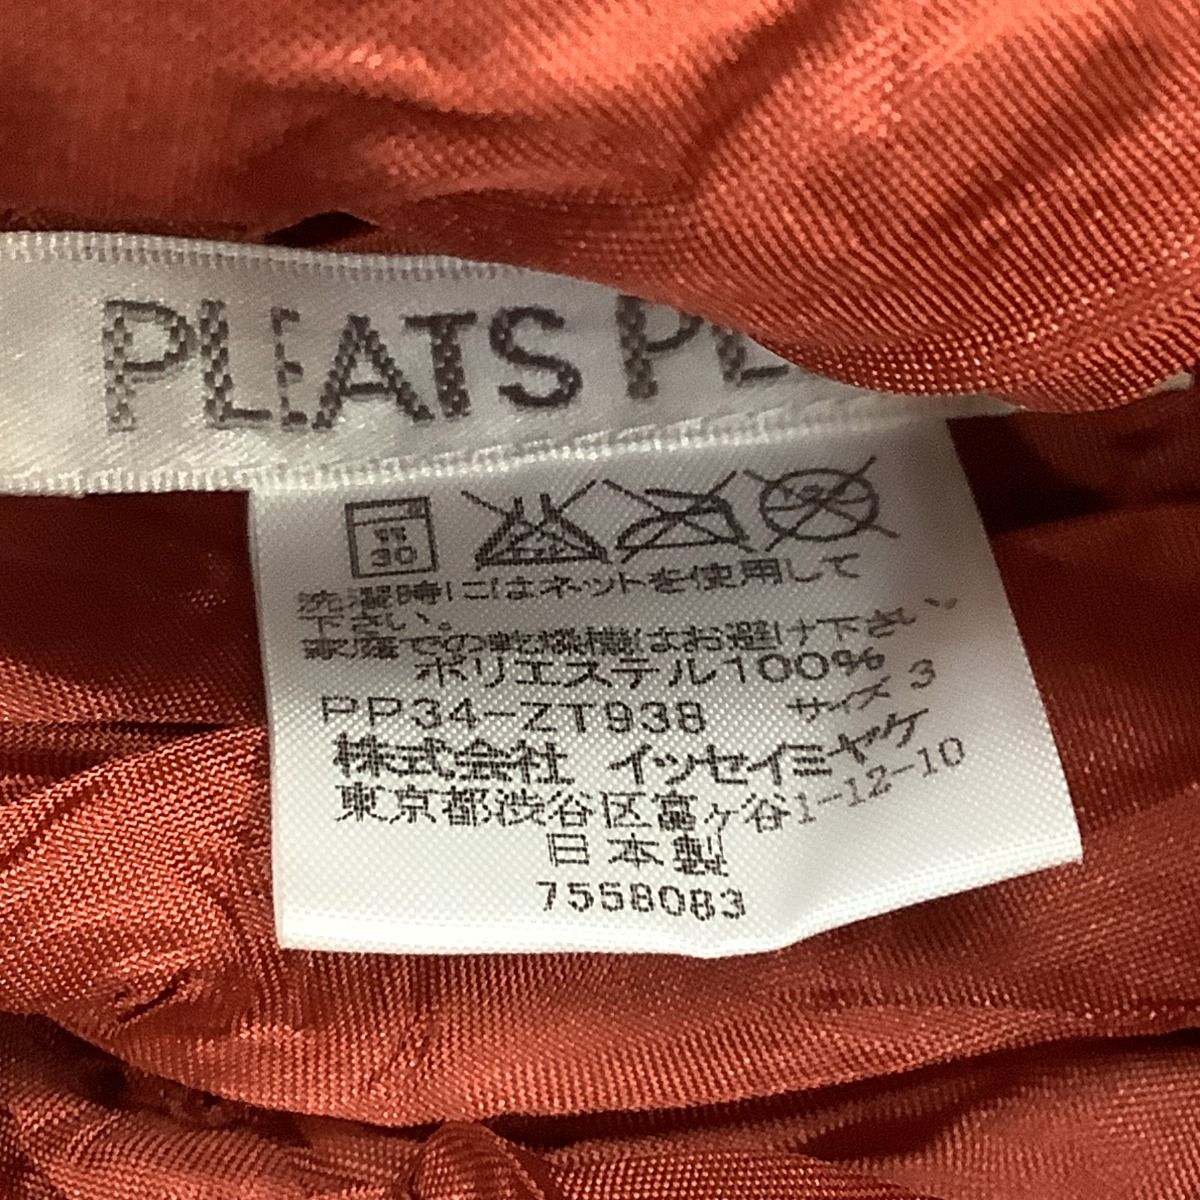 PLEATS PL
弱
30
洗濯時にはネットを使用して
下さい。
家庭での乾燥機はお避け下さい。
ポリエステル100%
PP34-ZT938 サイズ 3
株式会社 イッセイミヤケ
東京都渋谷区富ヶ谷1-12-10
日本製
7558083